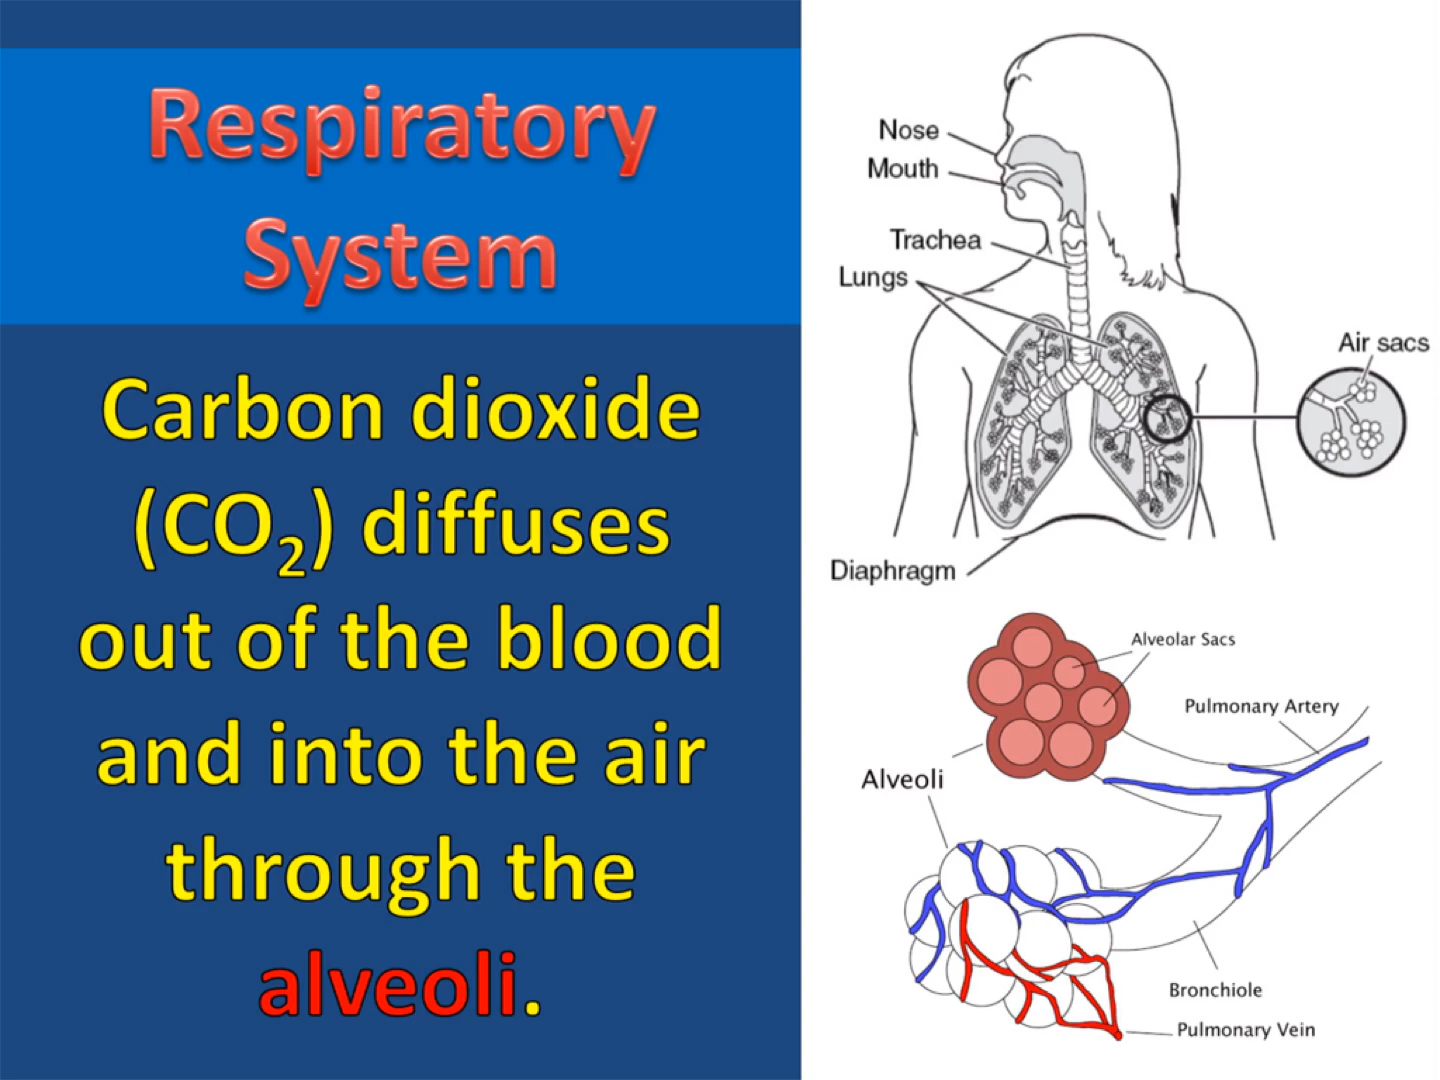 Respiratory
System
Carbon dioxide
(CO₂) diffuses
out of the blood
and into the air
through the
alveoli.
Nose
Mouth
Trachea
Lungs
Air sacs
Diaphragm
Alveolar Sacs
Pulmonary Artery
Alveoli
Bronchiole
Pulmonary Vein